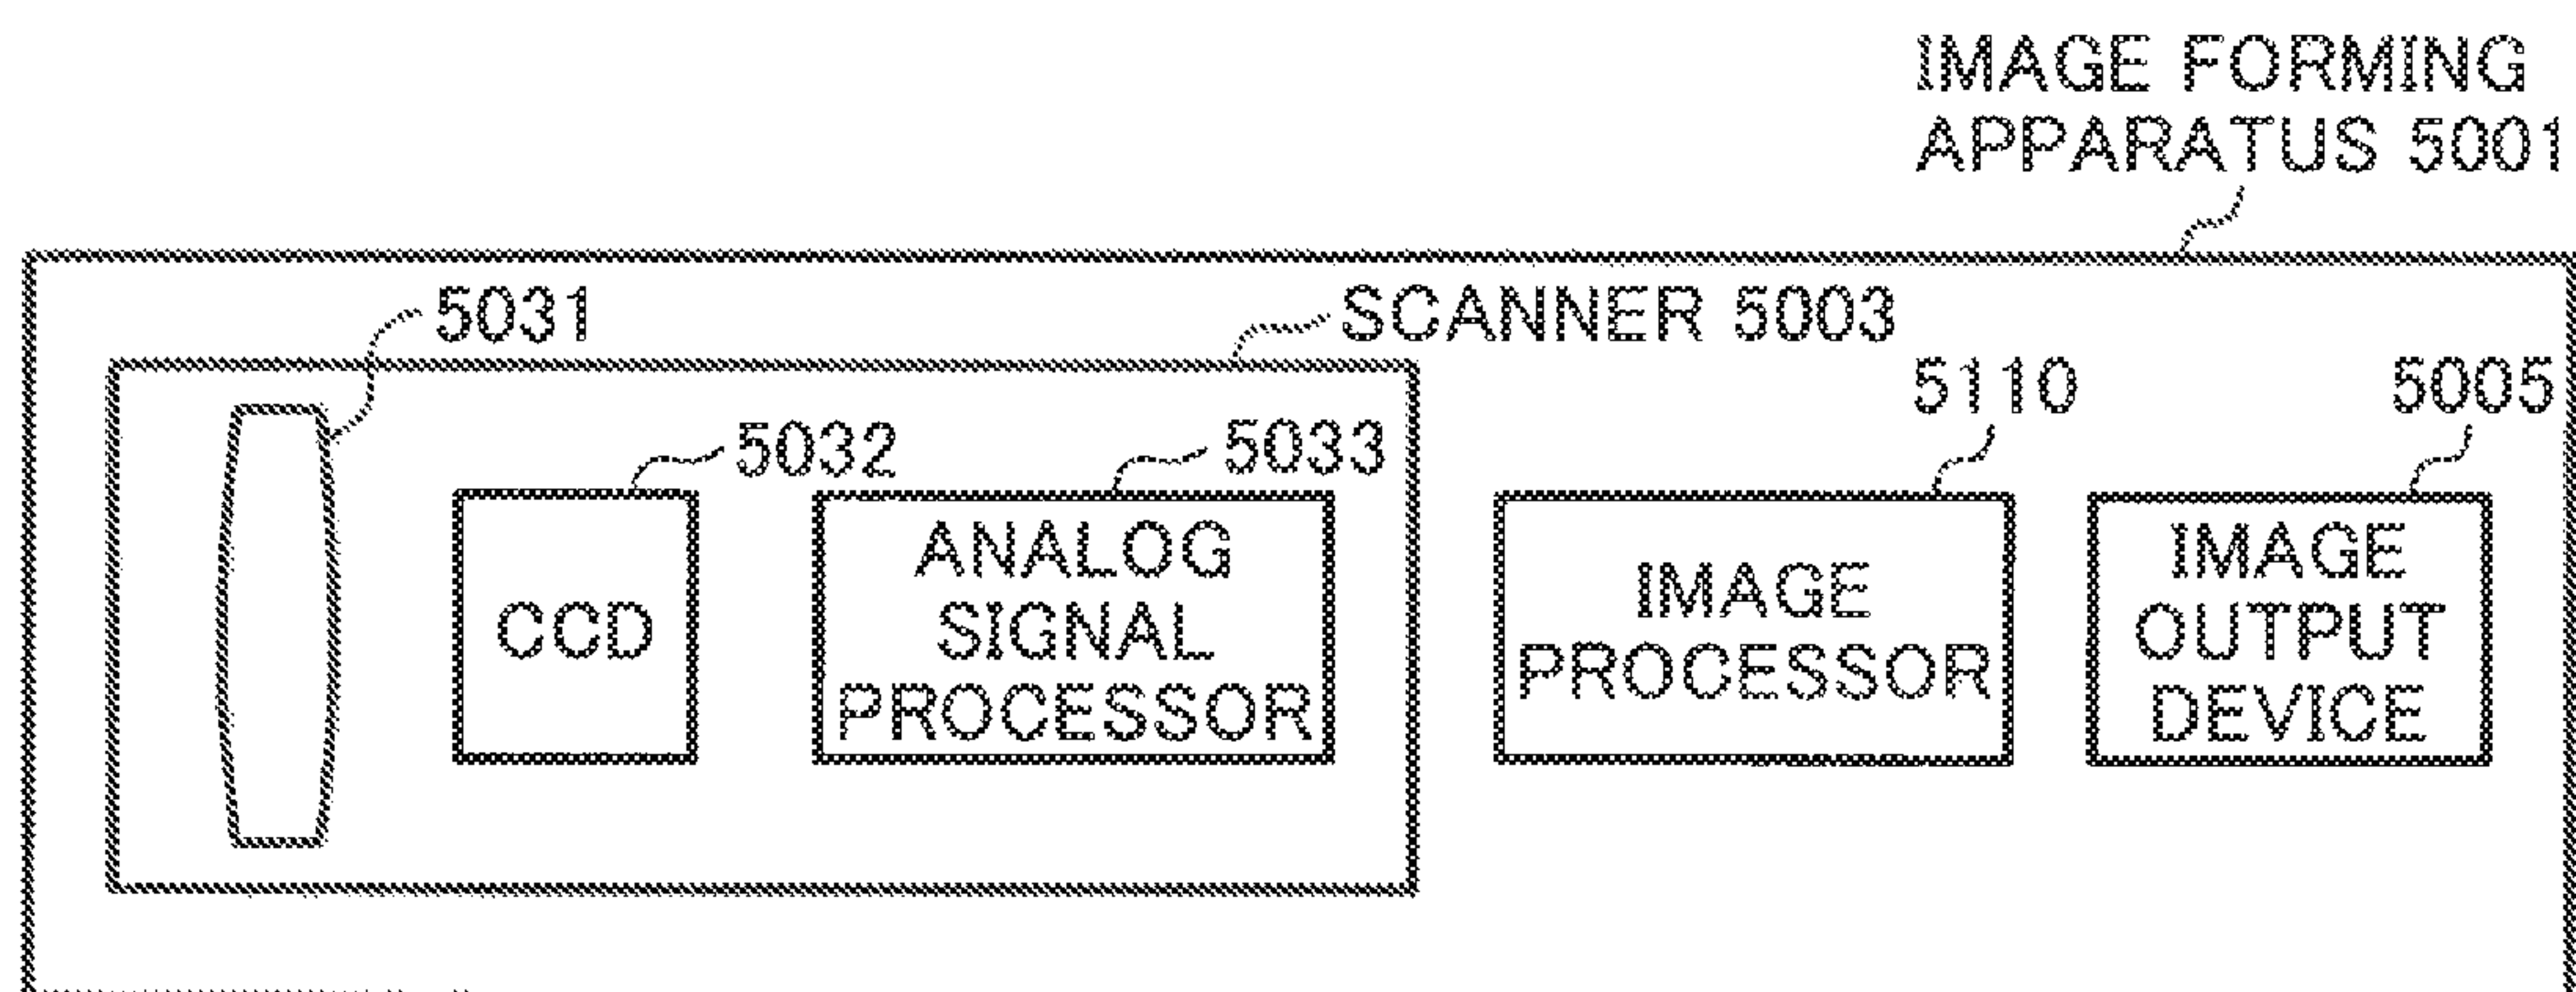 IMAGE FORMING
APPARATUS 5001
5031
SCANNER 5003
5110
5005
5032
5033
CCD
ANALOG
SIGNAL
PROCESSOR
IMAGE
PROCESSOR
IMAGE
OUTPUT
DEVICE